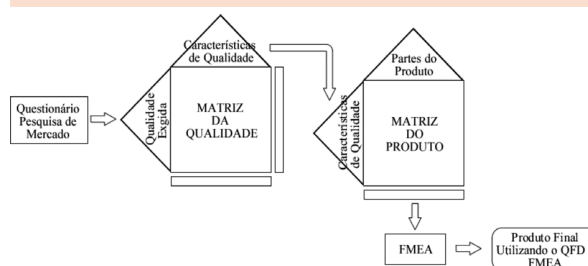 Características
de Qualidade
Partes do
Produto
Questionário
Pesquisa de
Mercado
Qualidade
Exgida
MATRIZ
DA
QUALIDADE
Características
de Qualidade
MATRIZ
DO
PRODUTO
FMEA
Produto Final
Utilizando o QFD
FMEA